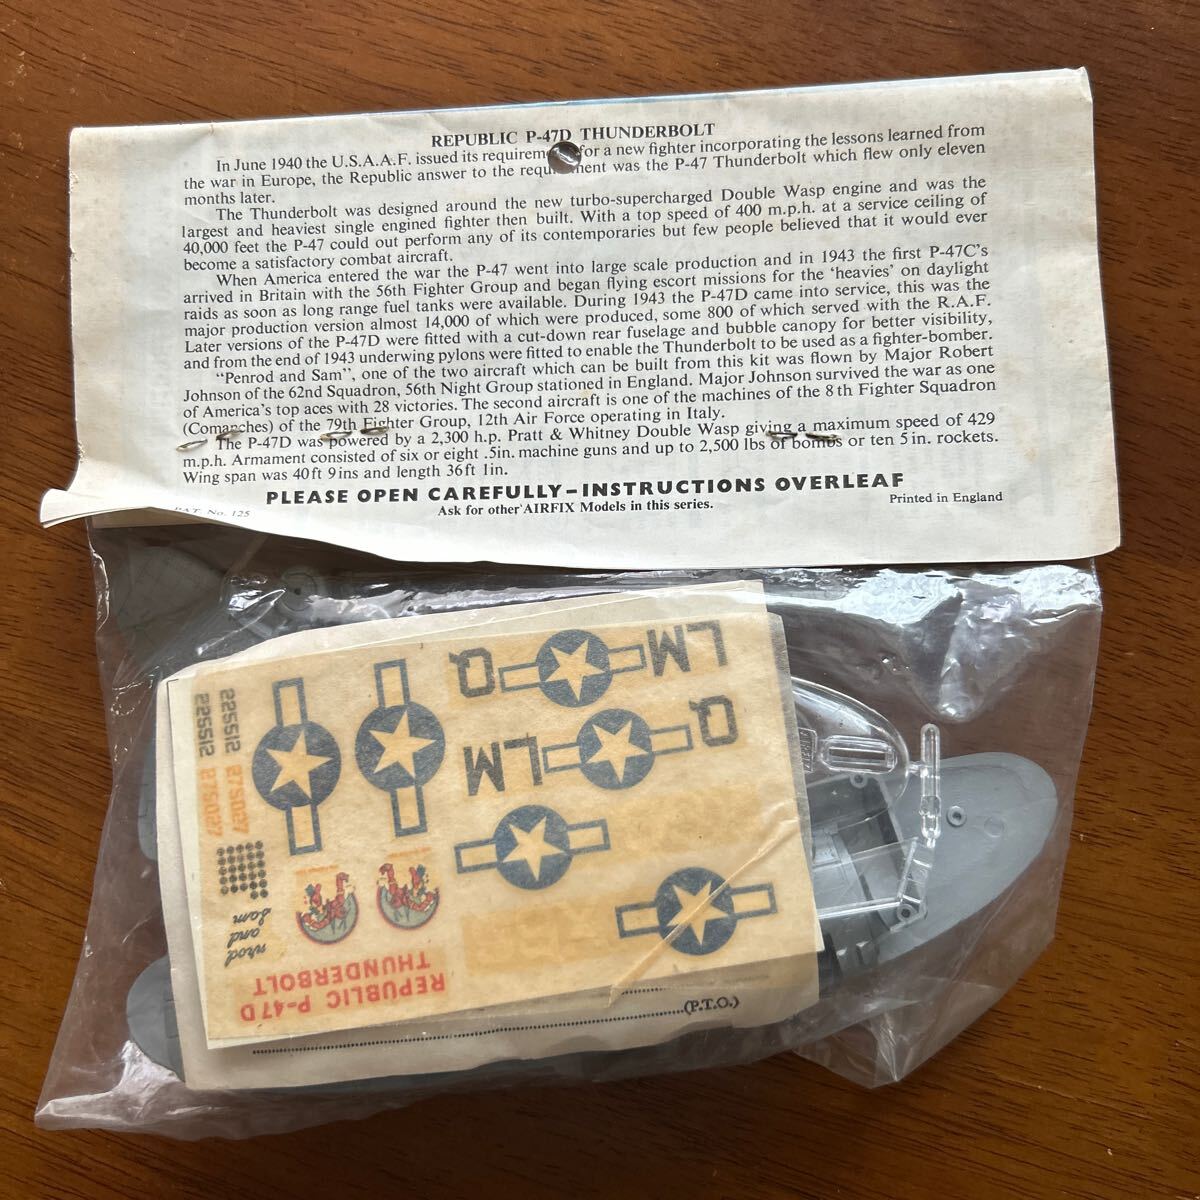 REPUBLIC P-47D THUNDERBOLT
In June 1940 the U.S.A.A.F. issued its requirem for a new fighter incorporating the lessons learned from
the war in Europe, the Republic answer to the requ ment was the P-47 Thunderbolt which flew only eleven
months later.
The Thunderbolt was designed around the new turbo-supercharged Double Wasp engine and was the
largest and heaviest single engined fighter then built. With a top speed of 400 m.p.h. at a service ceiling of
40,000 feet the P-47 could out perform any of its contemporaries but few people believed that it would ever
become a satisfactory combat aircraft.
When America entered the war the P-47 went into large scale production and in 1943 the first P-47C's
arrived in Britain with the 56th Fighter Group and began flying escort missions for the 'heavies' on daylight
raids as soon as long range fuel tanks were available. During 1943 the P-47D came into service, this was the
major production version almost 14,000 of which were produced, some 800 of which served with the R.A.F.
Later versions of the P-47D were fitted with a cut-down rear fuselage and bubble canopy for better visibility,
and from the end of 1943 underwing pylons were fitted to enable the Thunderbolt to be used as a fighter-bomber.
"Penrod and Sam", one of the two aircraft which can be built from this kit was flown by Major Robert
Johnson of the 62nd Squadron, 56th Night Group stationed in England. Major Johnson survived the war as one
of America's top aces with 28 victories. The second aircraft is one of the machines of the 8th Fighter Squadron
(Comanches) of the 79th Fighter Group, 12th Air Force operating in Italy.
The P-47D was powered by a 2,300 h.p. Pratt & Whitney Double Wasp giving a maximum speed of 429
m.p.h. Armament consisted of six or eight .5in. machine guns and up to 2,500 lbs of bombs or ten 5 in. rockets.
Wing span was 40ft 9ins and length 36ft 1in.
PLEASE OPEN CAREFULLY—INSTRUCTIONS OVERLEAF
Ask for other AIRFIX Models in this series.
Printed in England
PAT. No. 125
LM
Q
Q
LM
225512 275027
225512 275027
nrod
and
Sam
REPUBLIC P-47D
THUNDERBOLT
(P.T.O.)